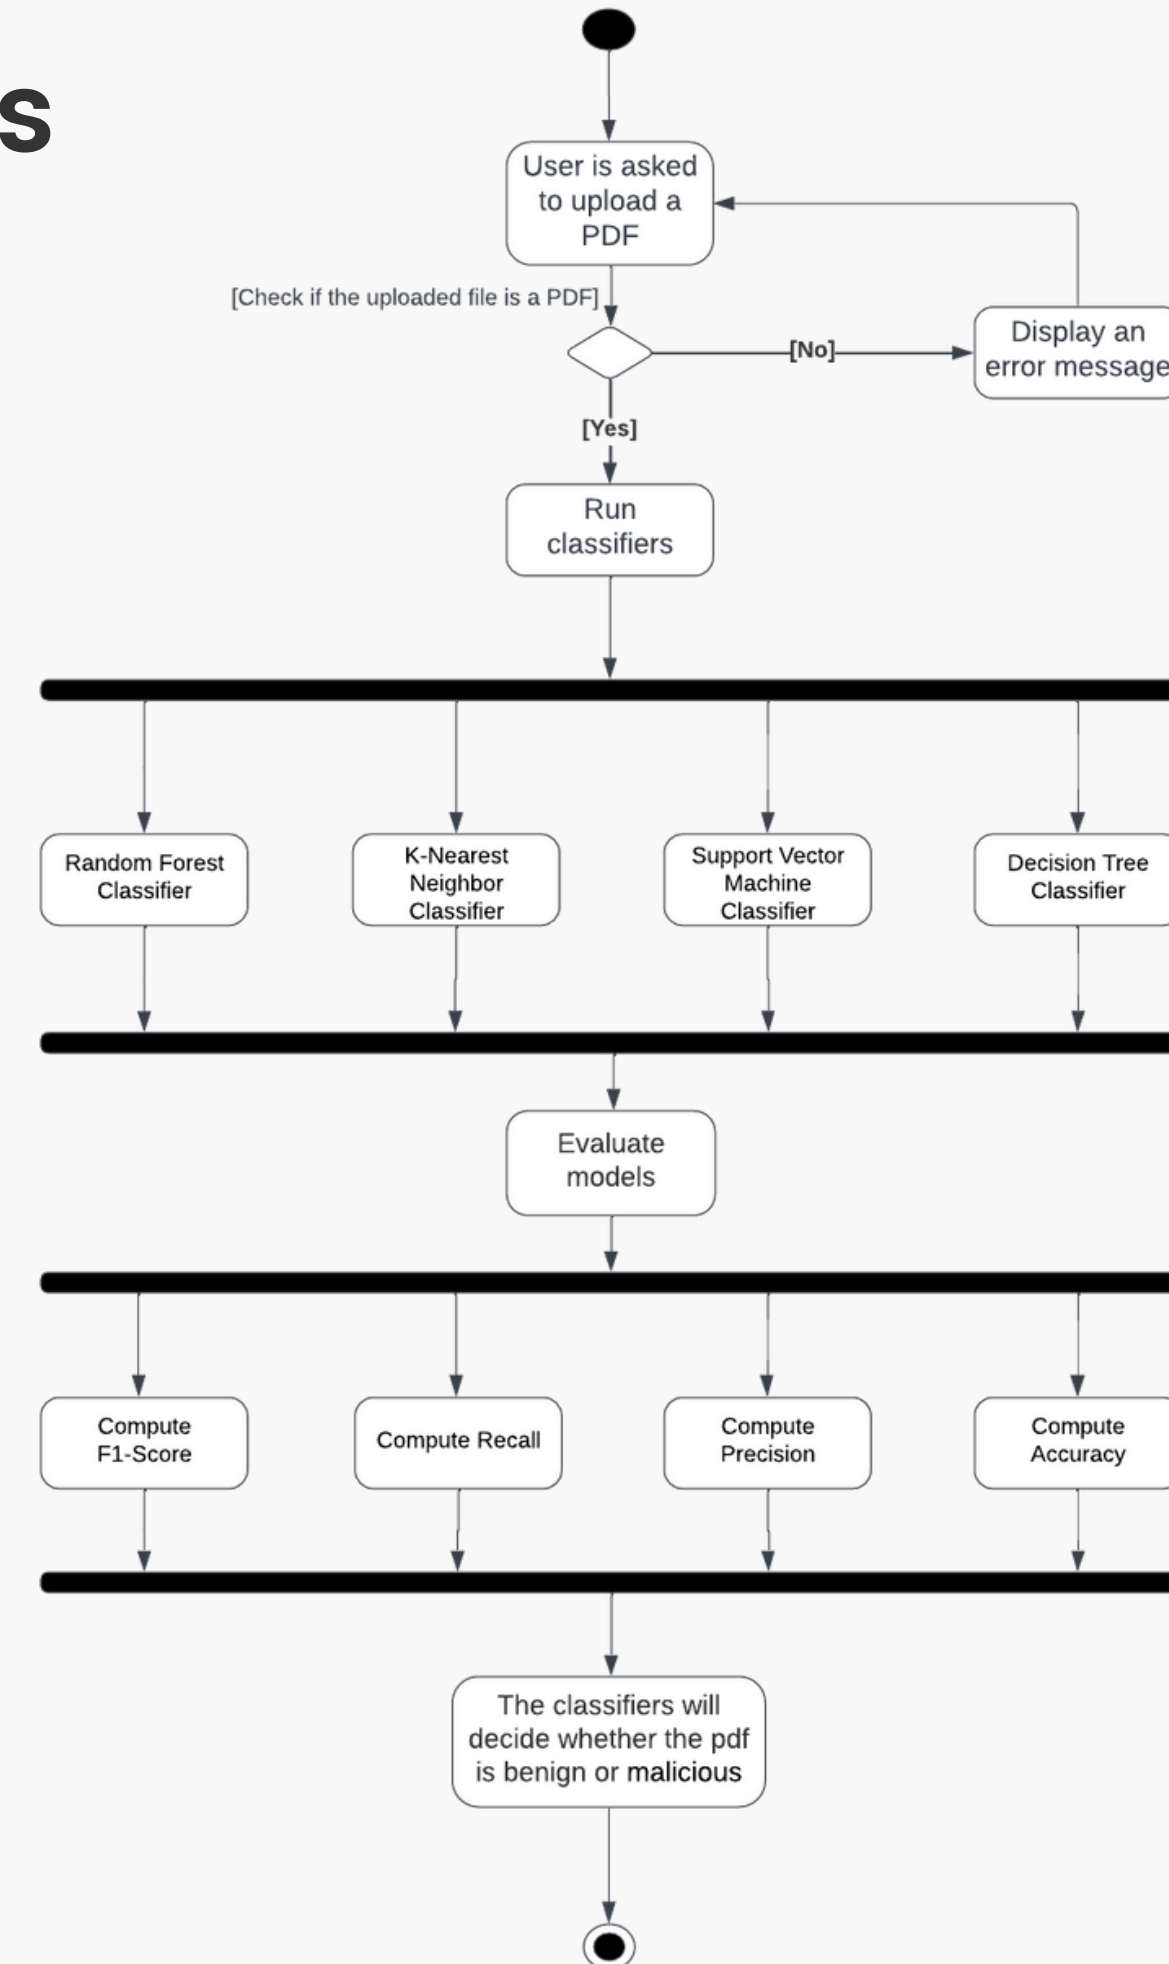 s
User is asked
to upload a
PDF
[Check if the uploaded file is a PDF]
[No]
Display an
error message
[Yes]
Run
classifiers
Random Forest
Classifier
K-Nearest
Neighbor
Classifier
Support Vector
Machine
Classifier
Decision Tree
Classifier
Evaluate
models
Compute
F1-Score
Compute Recall
Compute
Precision
Compute
Accuracy
The classifiers will
decide whether the pdf
is benign or malicious